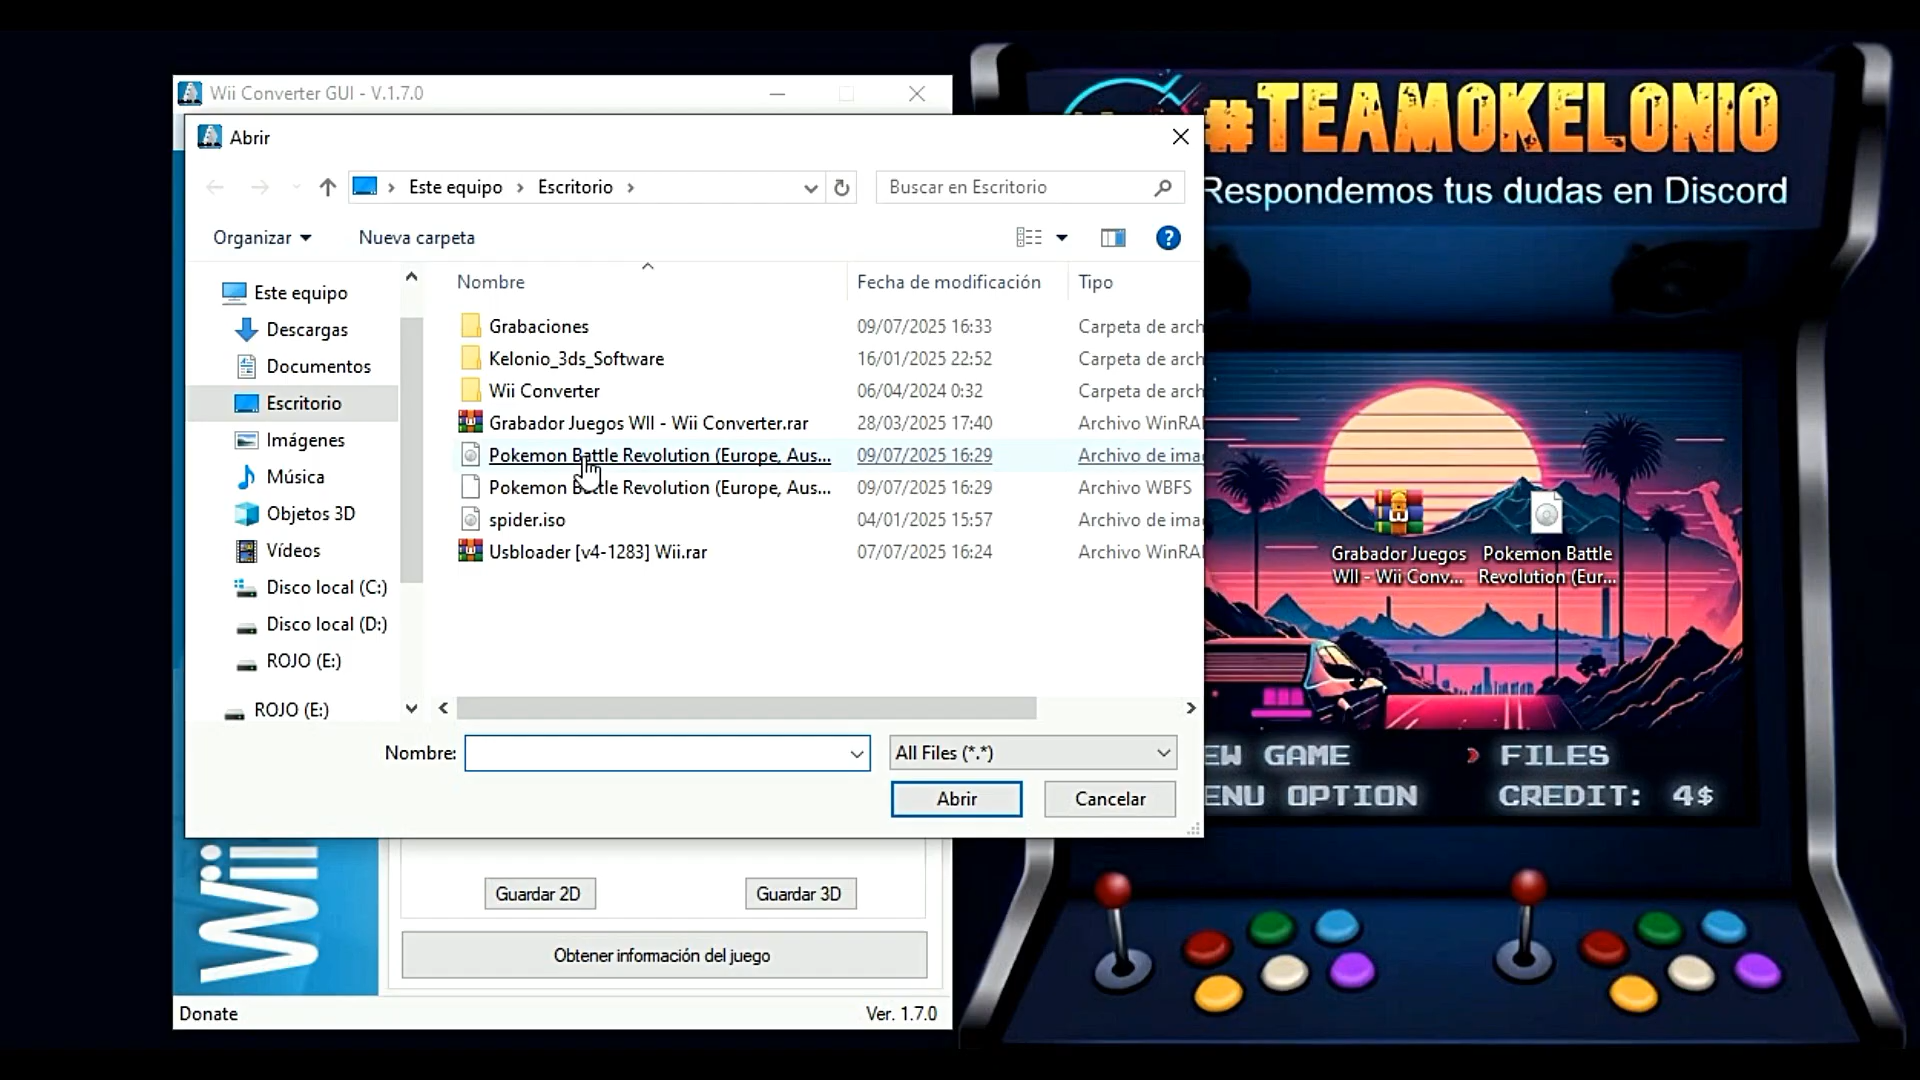 Wii Converter GUI - V.1.7.0
Abrir
Este equipo
Escritorio
Buscar en Escritorio
Organizar
Nueva carpeta
?
Este equipo
Descargas
Documentos
Escritorio
Imágenes
Música
Objetos 3D
Vídeos
Disco local (C:)
Disco local (D:)
ROJO (E:)
ROJO (E:)
Nombre Fecha de modificación Tipo
Grabaciones 09/07/2025 16:33 Carpeta de arch
Kelonio_3ds_Software 16/01/2025 22:52 Carpeta de arch
Wii Converter 06/04/2024 0:32 Carpeta de arch
Grabador Juegos WII - Wii Converter.rar 28/03/2025 17:40 Archivo WinRA
Pokemon Battle Revolution (Europe, Aus... 09/07/2025 16:29 Archivo de ima
Pokemon Battle Revolution (Europe, Aus... 09/07/2025 16:29 Archivo WBFS
spider.iso 04/01/2025 15:57 Archivo de ima
Usbloader [v4-1283] Wii.rar 07/07/2025 16:24 Archivo WinRA
Nombre:
All Files (*.*)
Abrir
Cancelar
Wii
Guardar 2D
Guardar 3D
Obtener información del juego
Donate
Ver. 1.7.0
#TEAMOKELONIO
Respondemos tus dudas en Discord
Grabador Juegos
WII - Wii Conv...
Pokemon Battle
Revolution (Eur...
EW GAME
FILES
ENU OPTION
CREDIT: 4$